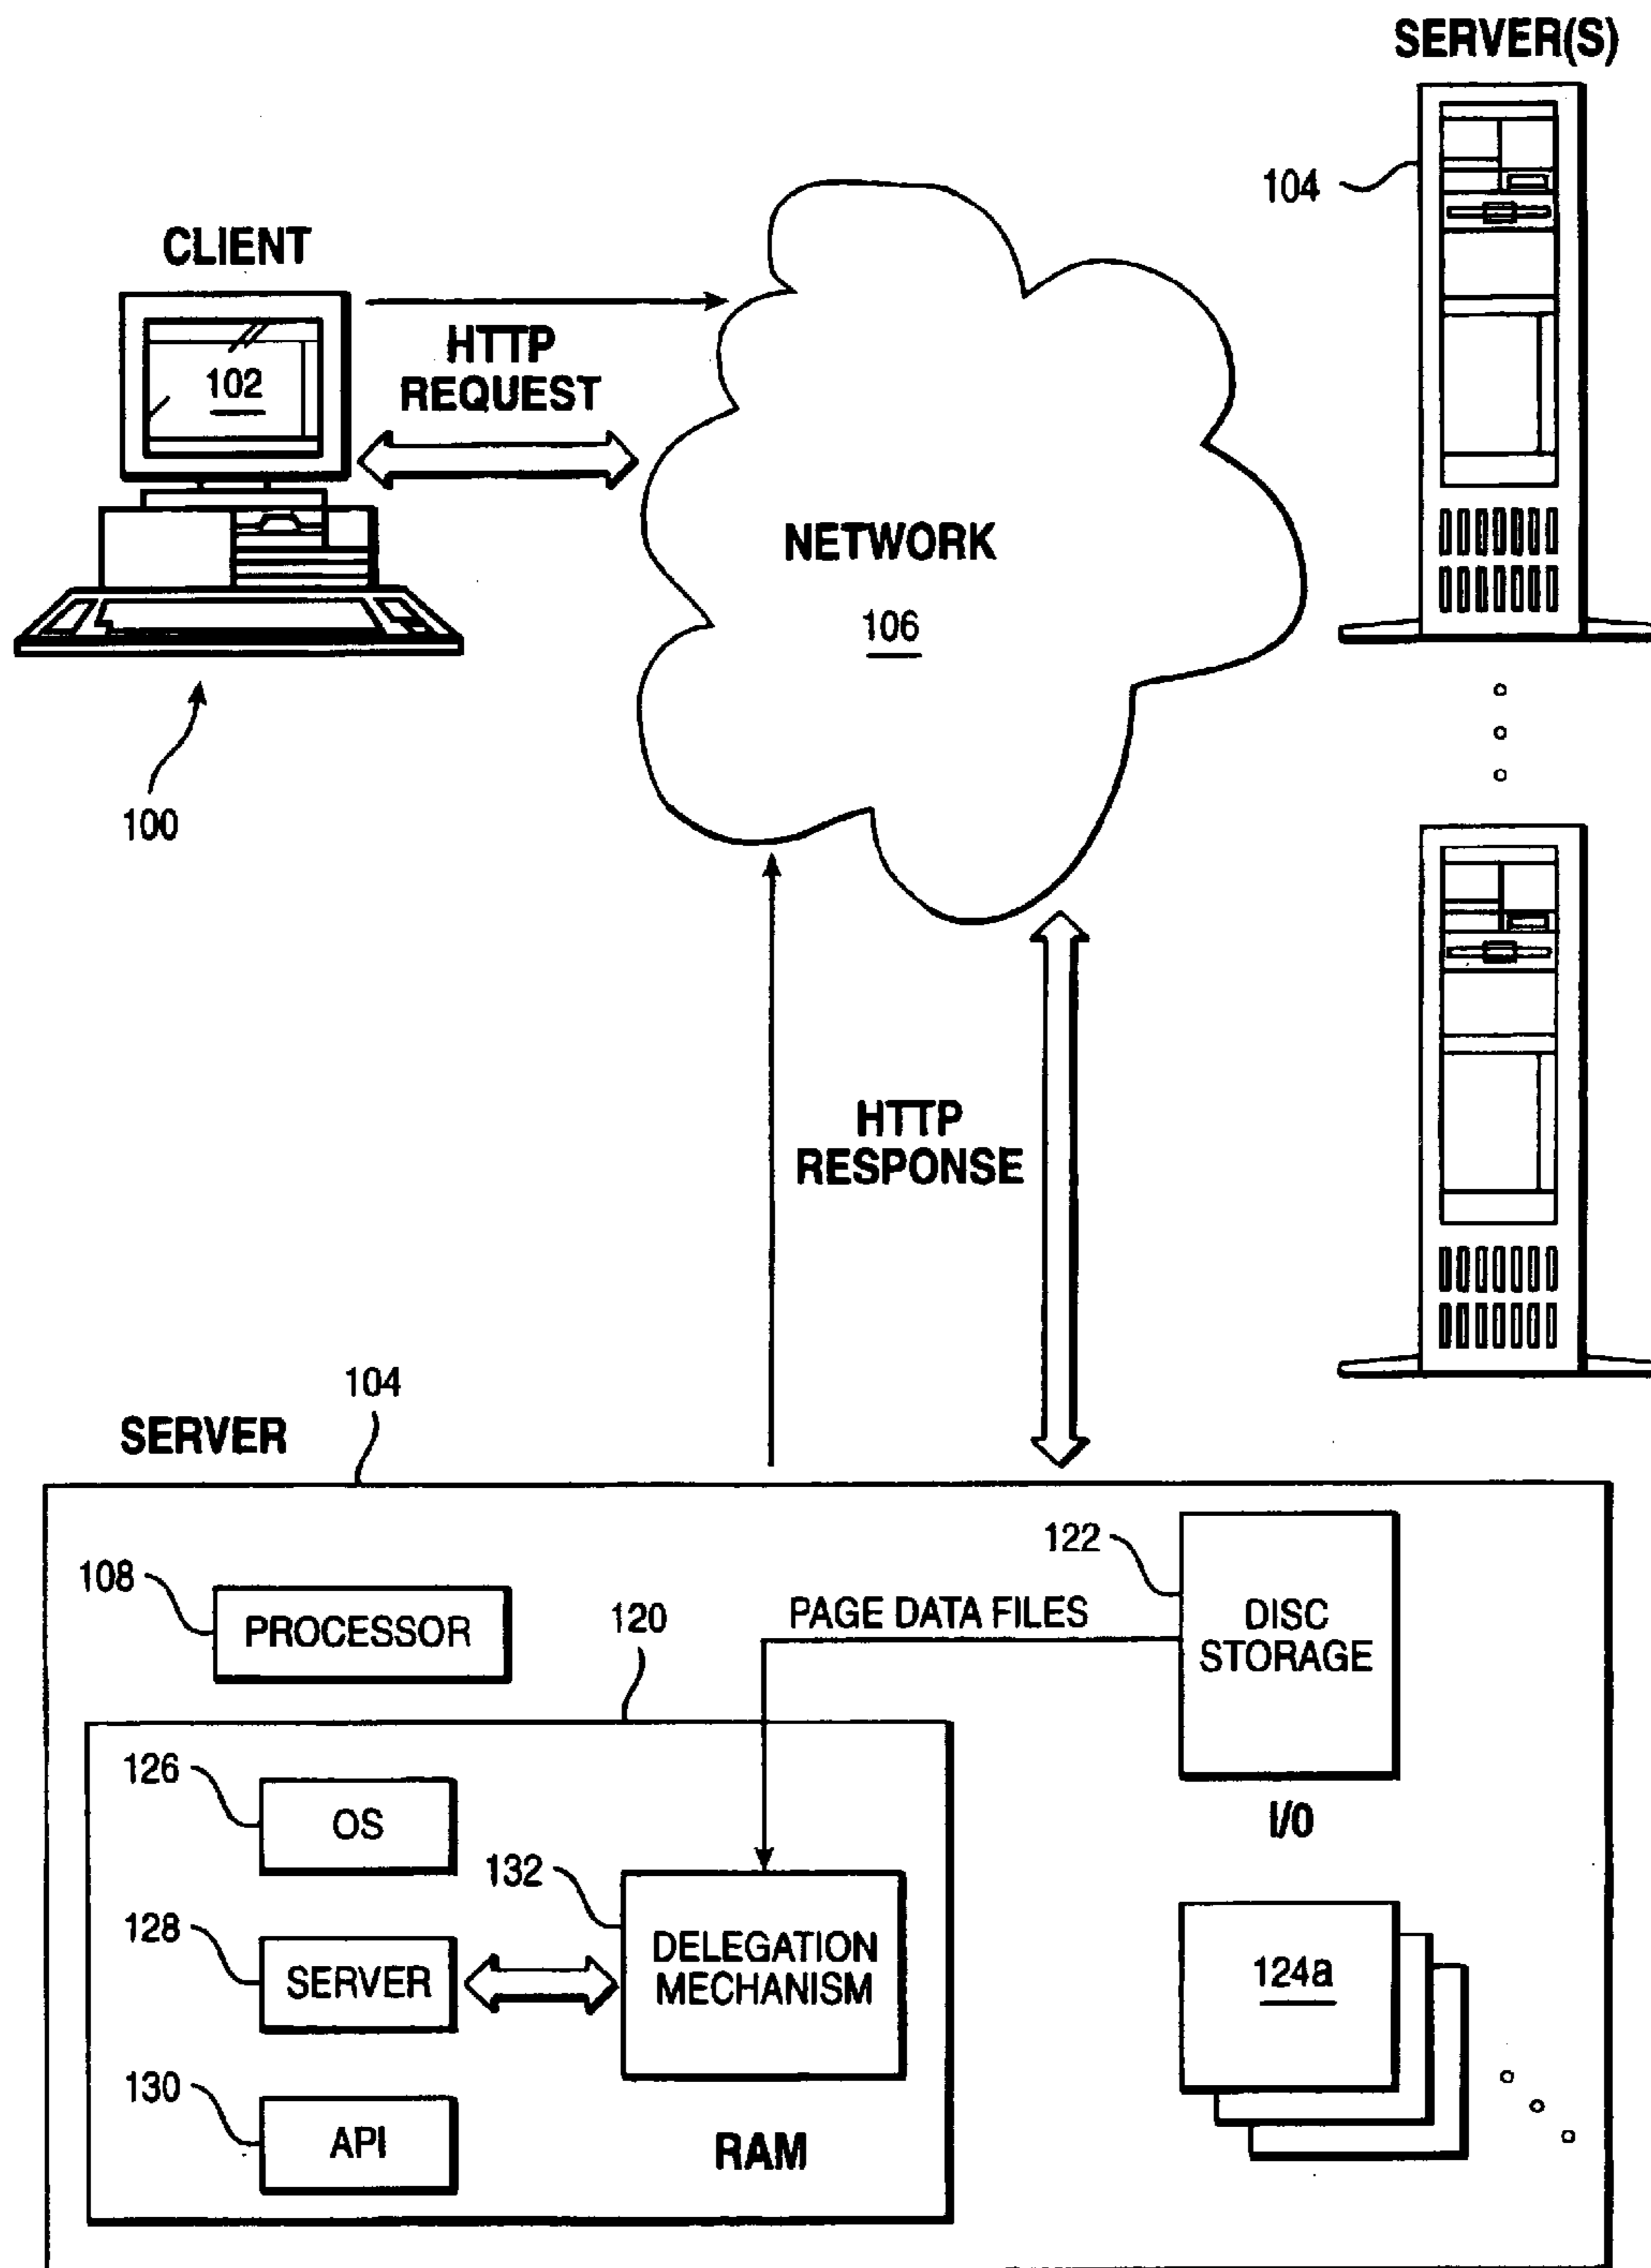 SERVER(S)
104
CLIENT
102
HTTP
REQUEST
NETWORK
106
100
HTTP
RESPONSE
104
SERVER
108
PROCESSOR
120
PAGE DATA FILES
122
DISC
STORAGE
I/O
126
OS
132
DELEGATION
MECHANISM
128
SERVER
130
API
RAM
124a